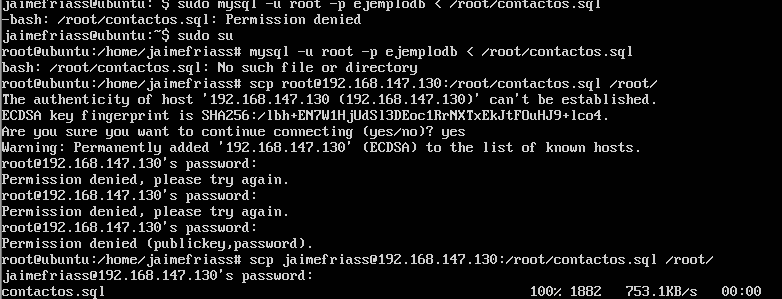 jaimefriass@ubuntu:~$ sudo mysql -u root -p ejemplodb < /root/contactos.sql
-bash: /root/contactos.sql: Permission denied
jaimefriass@ubuntu:~$ sudo su
root@ubuntu:/home/jaimefriass# mysql -u root -p ejemplodb < /root/contactos.sql
bash: /root/contactos.sql: No such file or directory
root@ubuntu:/home/jaimefriass# scp root@192.168.147.130:/root/contactos.sql /root/
The authenticity of host '192.168.147.130 (192.168.147.130)' can't be established.
ECDSA key fingerprint is SHA256:/lbh+EN7W1HjUdSl3DEoc1RrNXTxEkJtFOuHJ9+lco4.
Are you sure you want to continue connecting (yes/no)? yes
Warning: Permanently added '192.168.147.130' (ECDSA) to the list of known hosts.
root@192.168.147.130's password:
Permission denied, please try again.
root@192.168.147.130's password:
Permission denied, please try again.
root@192.168.147.130's password:
Permission denied (publickey,password).
root@ubuntu:/home/jaimefriass# scp jaimefriass@192.168.147.130:/root/contactos.sql /root/
jaimefriass@192.168.147.130's password:
contactos.sql 100% 1882 753.1KB/s 00:00